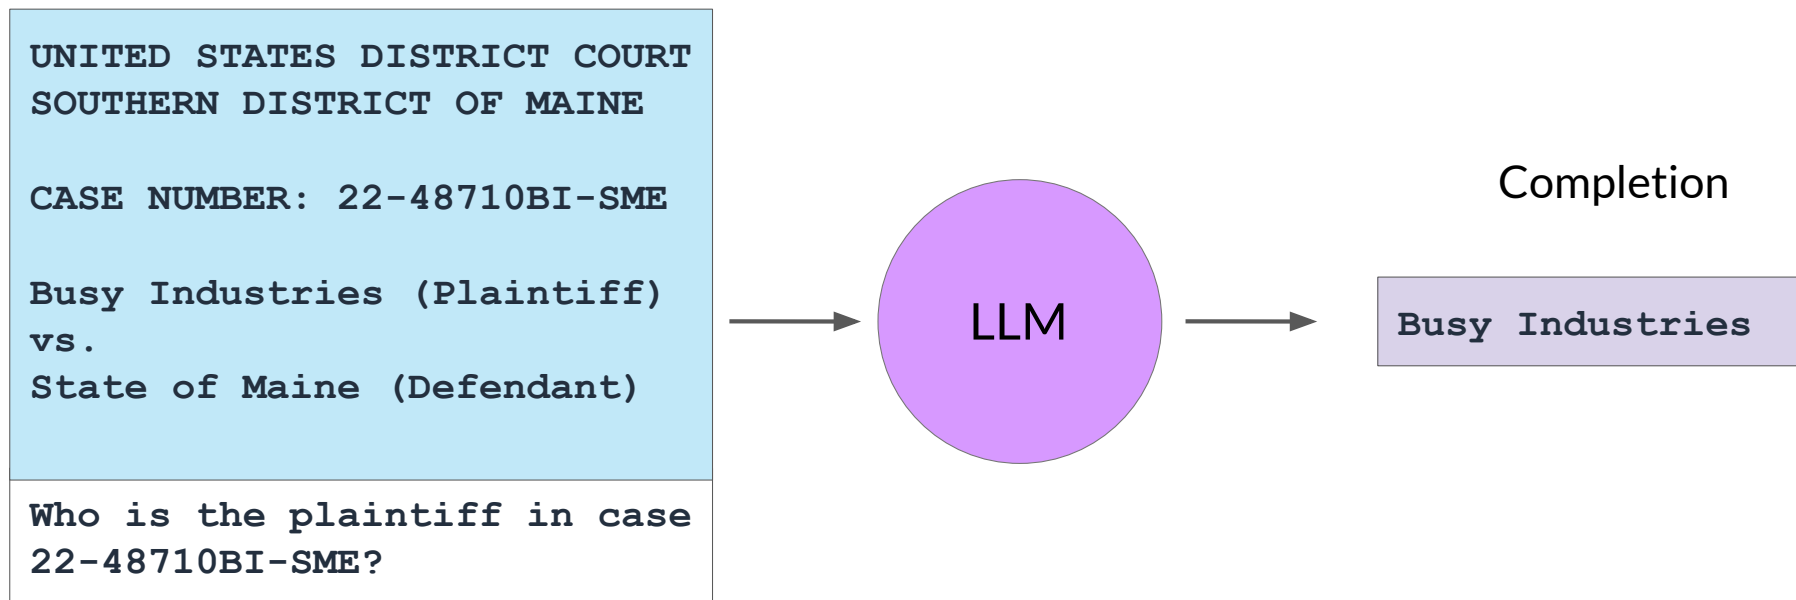 UNITED STATES DISTRICT COURT
SOUTHERN DISTRICT OF MAINE
CASE NUMBER: 22-48710BI-SME
Busy Industries (Plaintiff)
vs.
State of Maine (Defendant)
Who is the plaintiff in case
22-48710BI-SME?
LLM
Completion
Busy Industries